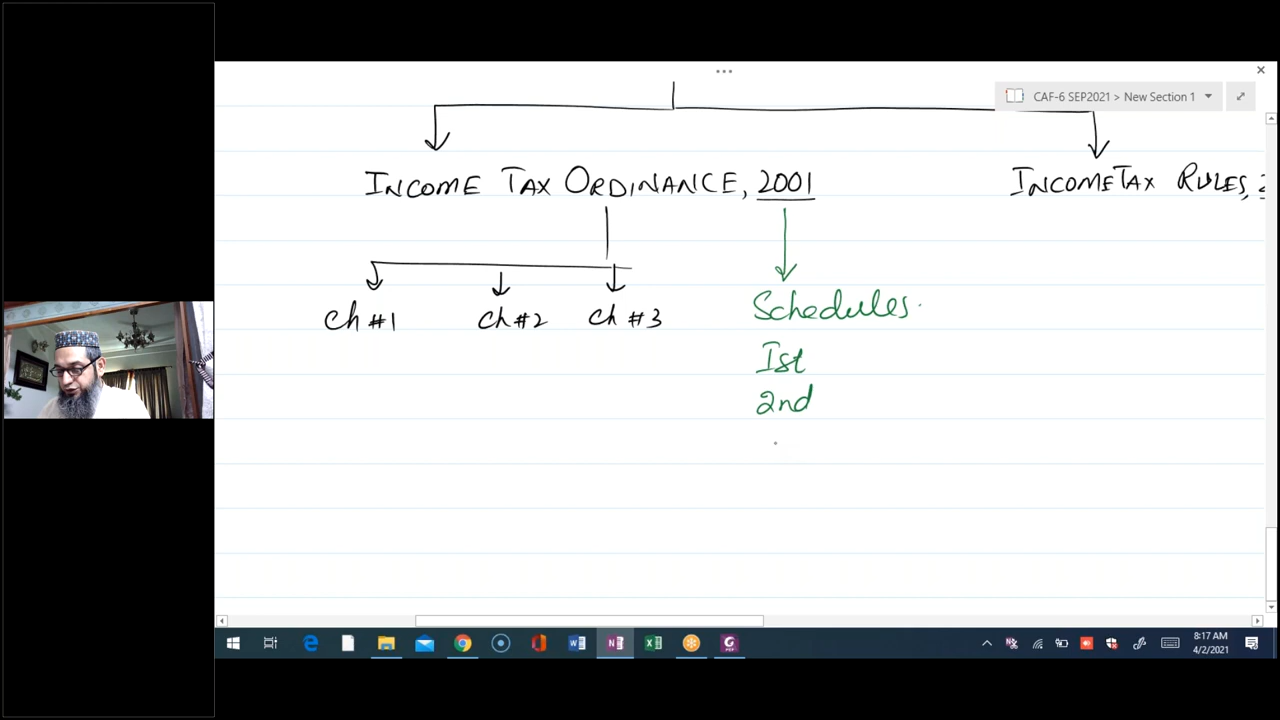 CAF-6 SEP2021 > New Section 1
INCOME TAX ORDINANCE, 2001
INCOME TAX RULES,
Ch #1
Ch #2
Ch #3
Schedules
Ist
2nd
8:17 AM
4/2/2021